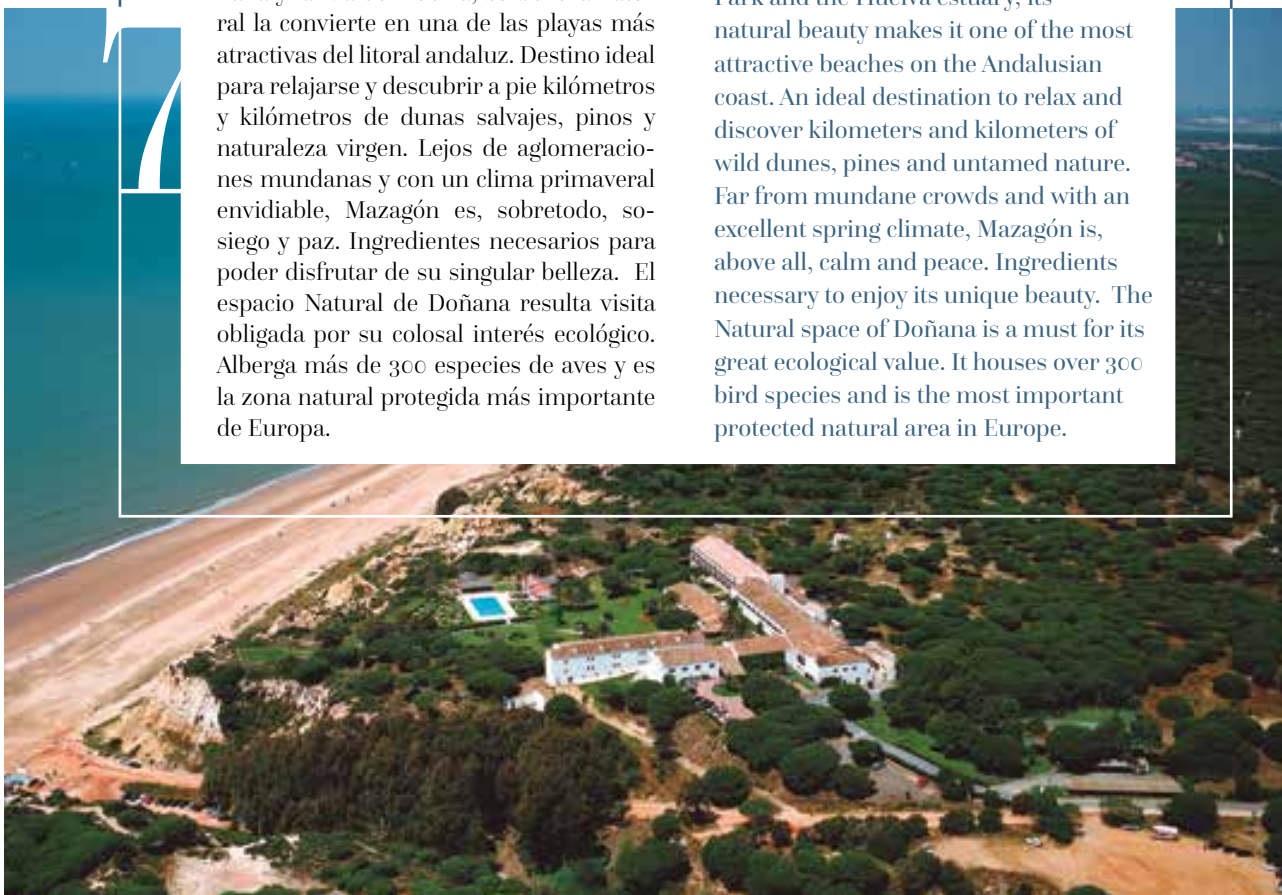 ral la convierte en una de las playas más
atractivas del litoral andaluz. Destino ideal
para relajarse y descubrir a pie kilómetros
y kilómetros de dunas salvajes, pinos y
naturaleza virgen. Lejos de aglomeracio-
nes mundanas y con un clima primaveral
envidiable, Mazagón es, sobretodo, so-
siego y paz. Ingredientes necesarios para
poder disfrutar de su singular belleza.  El
espacio Natural de Doñana resulta visita
obligada por su colosal interés ecológico.
Alberga más de 300 especies de aves y es
la zona natural protegida más importante
de Europa.
Park and the Huelva estuary, its
natural beauty makes it one of the most
attractive beaches on the Andalusian
coast. An ideal destination to relax and
discover kilometers and kilometers of
wild dunes, pines and untamed nature.
Far from mundane crowds and with an
excellent spring climate, Mazagón is,
above all, calm and peace. Ingredients
necessary to enjoy its unique beauty.  The
Natural space of Doñana is a must for its
great ecological value. It houses over 300
bird species and is the most important
protected natural area in Europe.